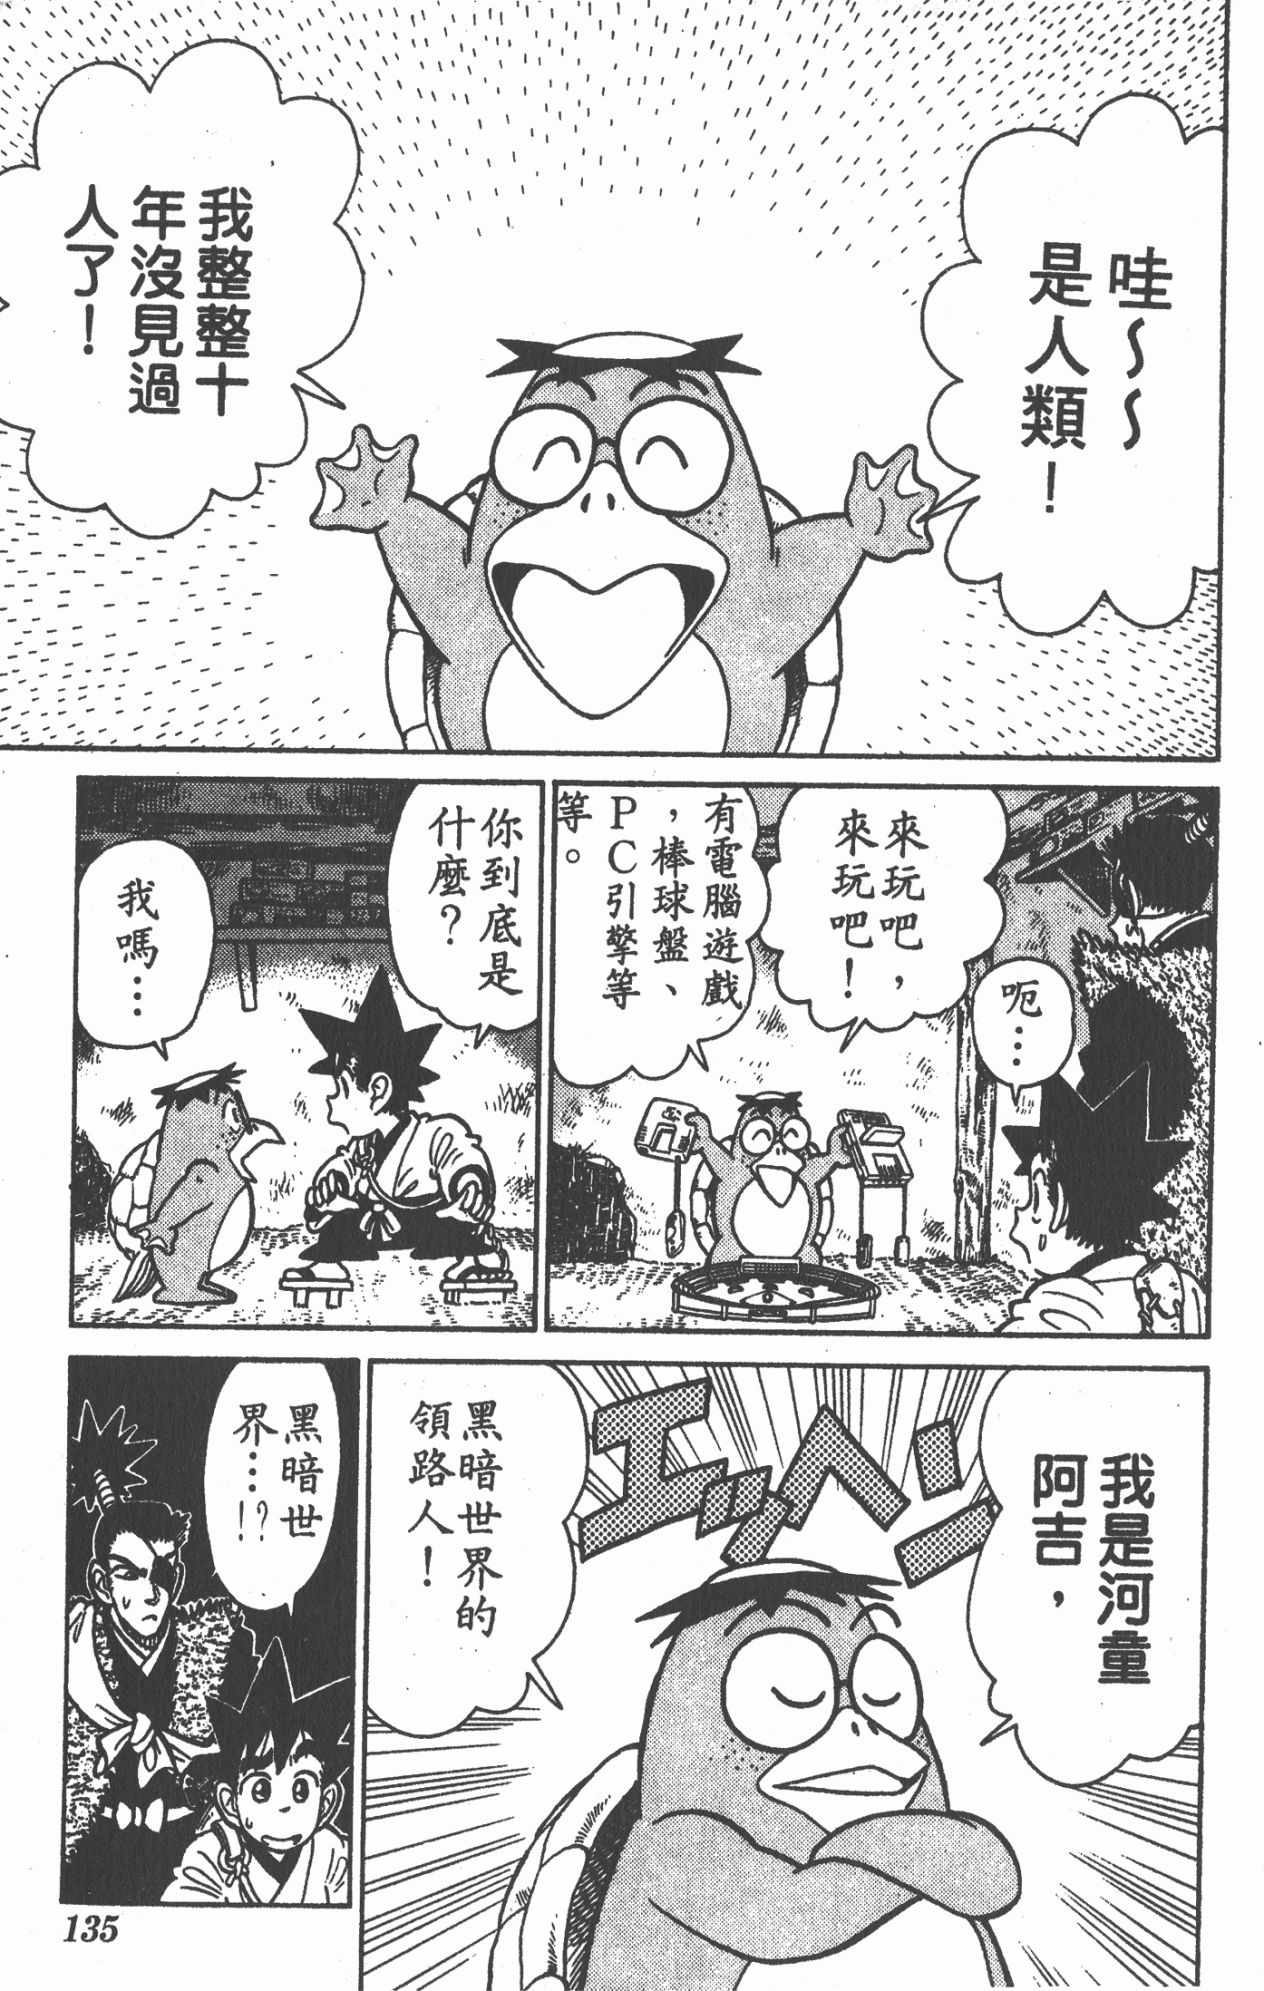 哇～～
是人類！
我整整十
年沒見過
人了！
呃⋯⋯
來玩吧，
來玩吧！
有電腦遊戲
，棒球盤、
ＰＣ引擎等
等。
你到底是
什麼？
我嗎⋯⋯
我是河童
阿吉，
エッヘン
黑暗世界的
領路人！
黑暗世
界⋯⋯!?
135